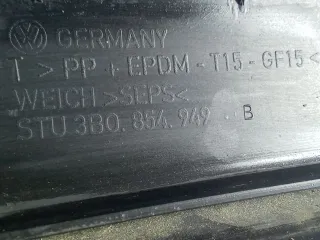 GERMANY
T > PP + EPDM - T15 - GF15 <
WEICH >SEPS<
STU 3B0.854.949 . B